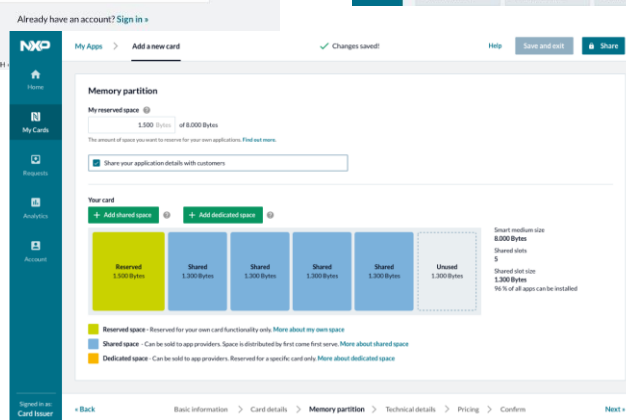 Already have an account? Sign in »
NXP
My Apps > Add a new card
Changes saved!
Help
Save and exit
Share
Home
My Cards
Requests
Analytics
Account
Signed in as:
Card Issuer
Memory partition
My reserved space
1.500 Bytes of 8.000 Bytes
The amount of space you want to reserve for your own applications. Find out more.
Share your application details with customers
Your card
+ Add shared space
+ Add dedicated space
Reserved
1.500 Bytes
Shared
1.300 Bytes
Shared
1.300 Bytes
Shared
1.300 Bytes
Shared
1.300 Bytes
Unused
1.300 Bytes
Smart medium size
8.000 Bytes
Shared slots
5
Shared slot size
1.300 Bytes
96 % of all apps can be installed
Reserved space - Reserved for your own card functionality only. More about my own space
Shared space - Can be sold to app providers. Space is distributed by first come first serve. More about shared space
Dedicated space - Can be sold to app providers. Reserved for a specific card only. More about dedicated space
« Back
Basic information > Card details > Memory partition > Technical details > Pricing > Confirm
Next «